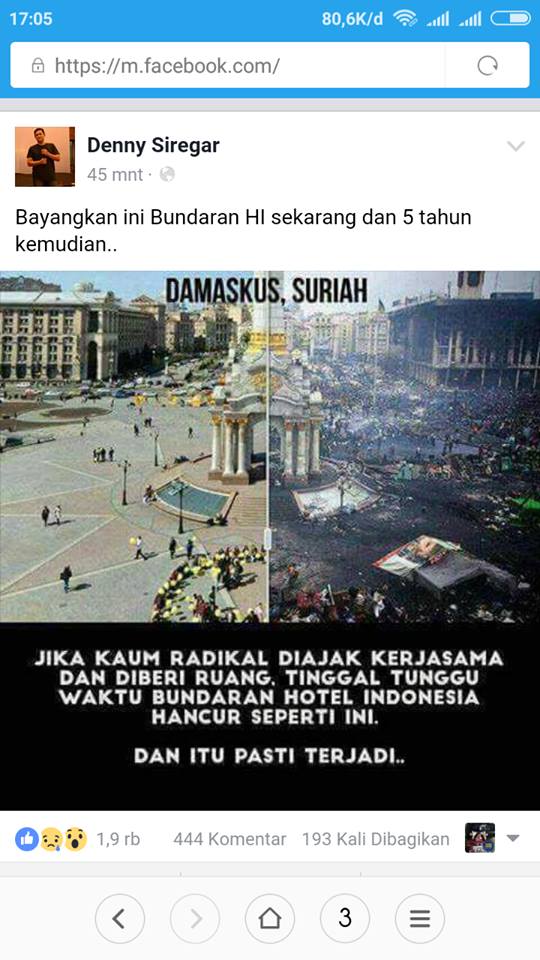 17:05
80,6K/d
https://m.facebook.com/
Denny Siregar
45 mnt ·
Bayangkan ini Bundaran HI sekarang dan 5 tahun
kemudian..
DAMASKUS, SURIAH
JIKA KAUM RADIKAL DIAJAK KERJASAMA
DAN DIBERI RUANG, TINGGAL TUNGGU
WAKTU BUNDARAN HOTEL INDONESIA
HANCUR SEPERTI INI.
DAN ITU PASTI TERJADI..
1,9 rb
444 Komentar
193 Kali Dibagikan
3